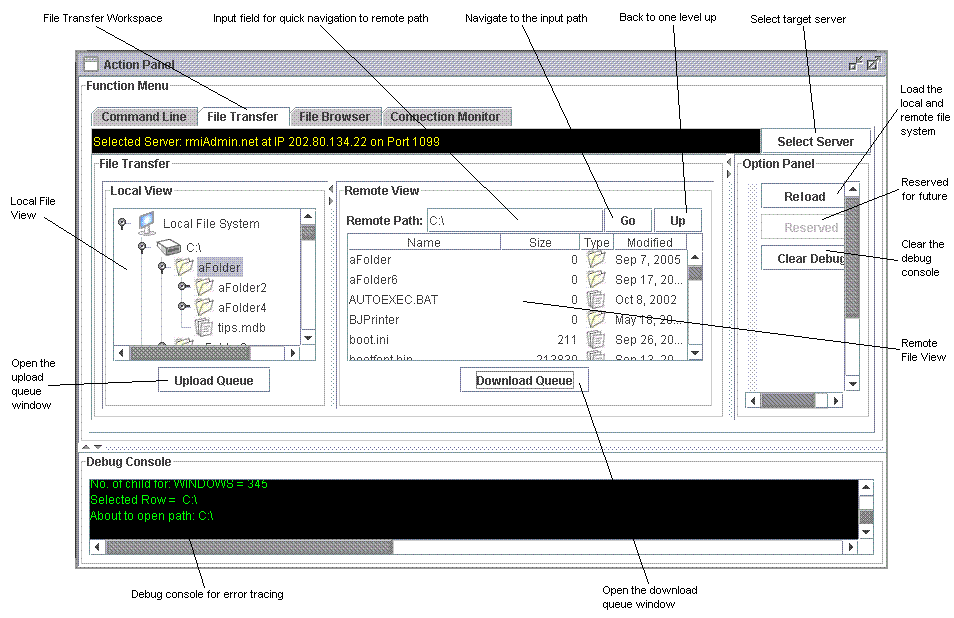 File Transfer Workspace
Input field for quick navigation to remote path
Navigate to the input path
Back to one level up
Select target server
Action Panel
Function Menu
Load the
local and
remote file
system
Command Line
File Transfer
File Browser
Connection Monitor
Selected Server: rmiAdmin.net at IP 202.80.134.22 on Port 1099
Select Server
File Transfer
Option Panel
Local View
Remote View
Reload
Reserved
for future
Local File
View
Local File System
Remote Path:
C:\
Go
Up
Reserved
C:\
Name
Size
Type
Modified
Clear the
debug
console
aFolder
aFolder
0
Sep 7, 2005
Clear Debug
aFolder2
aFolder6
0
Sep 17, 20...
aFolder4
AUTOEXEC.BAT
0
Oct 8, 2002
tips.mdb
BJPrinter
0
May 18, 20...
boot.ini
211
Sep 26, 20...
bootfont.bin
213830
Sep 13, 20...
Remote
File View
Open the
upload
queue
window
Upload Queue
Download Queue
Debug Console
No. of child for: WINDOWS = 345
Selected Row = C:\
About to open path: C:\
Debug console for error tracing
Open the download
queue window